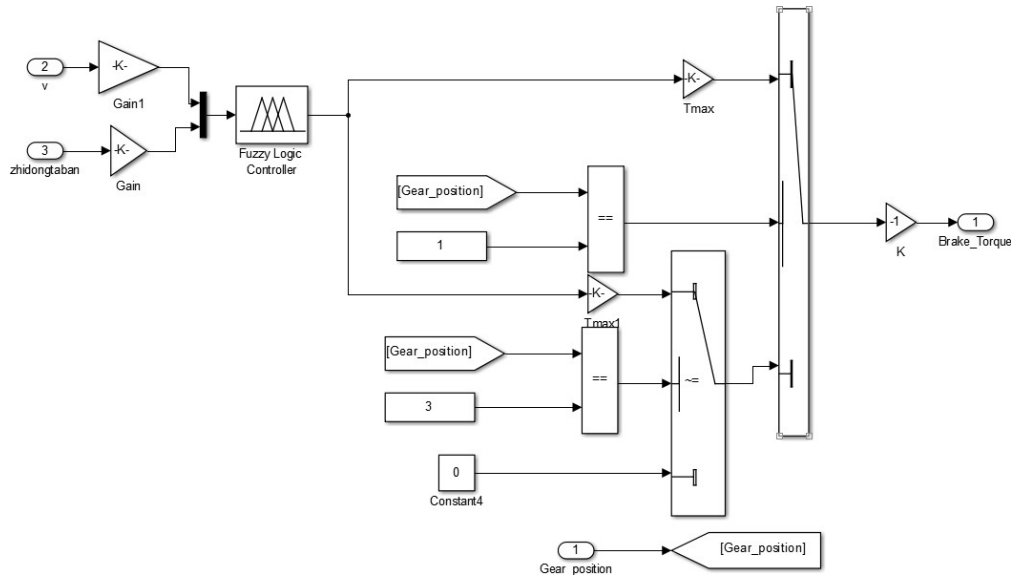 2
v
-K-
Gain1
3
zhidongtaban
-K-
Gain
Fuzzy Logic
Controller
-K-
Tmax
[Gear_position]
1
==
-1
K
1
Brake_Torque
-K-
Tmax1
[Gear_position]
3
==
~=
0
Constant4
1
Gear_position
[Gear_position]